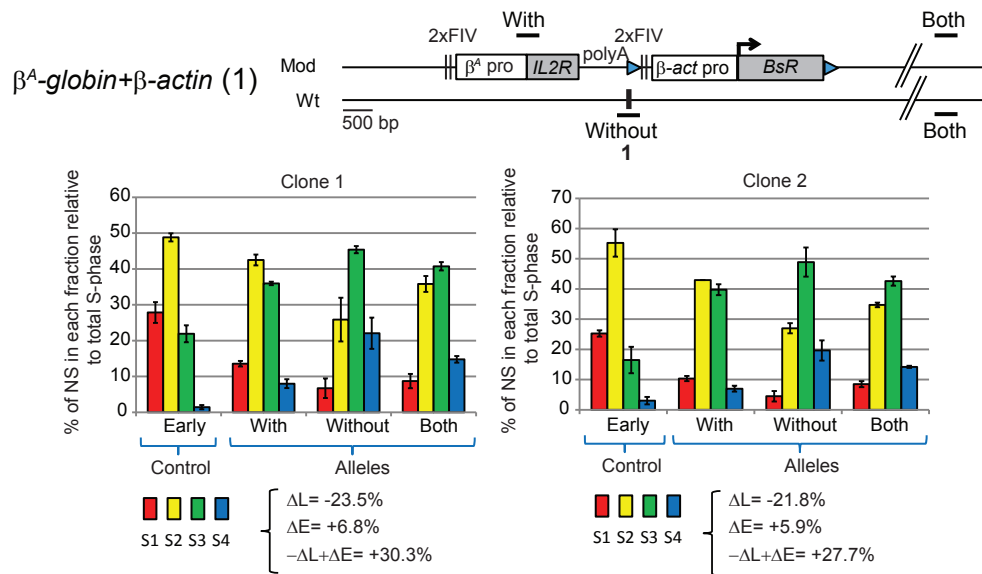 With
Both
2xFIV
2xFIV
polyA
Mod
βᴬ pro
IL2R
β-act pro
BsR
βᴬ-globin+β-actin (1)
Wt
500 bp
Without
1
Both
Clone 1
% of NS in each fraction relative
to total S-phase
60
50
40
30
20
10
0
Early
With
Without
Both
Control
Alleles
S1
S2
S3
S4
ΔL= -23.5%
ΔE= +6.8%
−ΔL+ΔE= +30.3%
Clone 2
% of NS in each fraction relative
to total S-phase
70
60
50
40
30
20
10
0
Early
With
Without
Both
Control
Alleles
S1
S2
S3
S4
ΔL= -21.8%
ΔE= +5.9%
−ΔL+ΔE= +27.7%